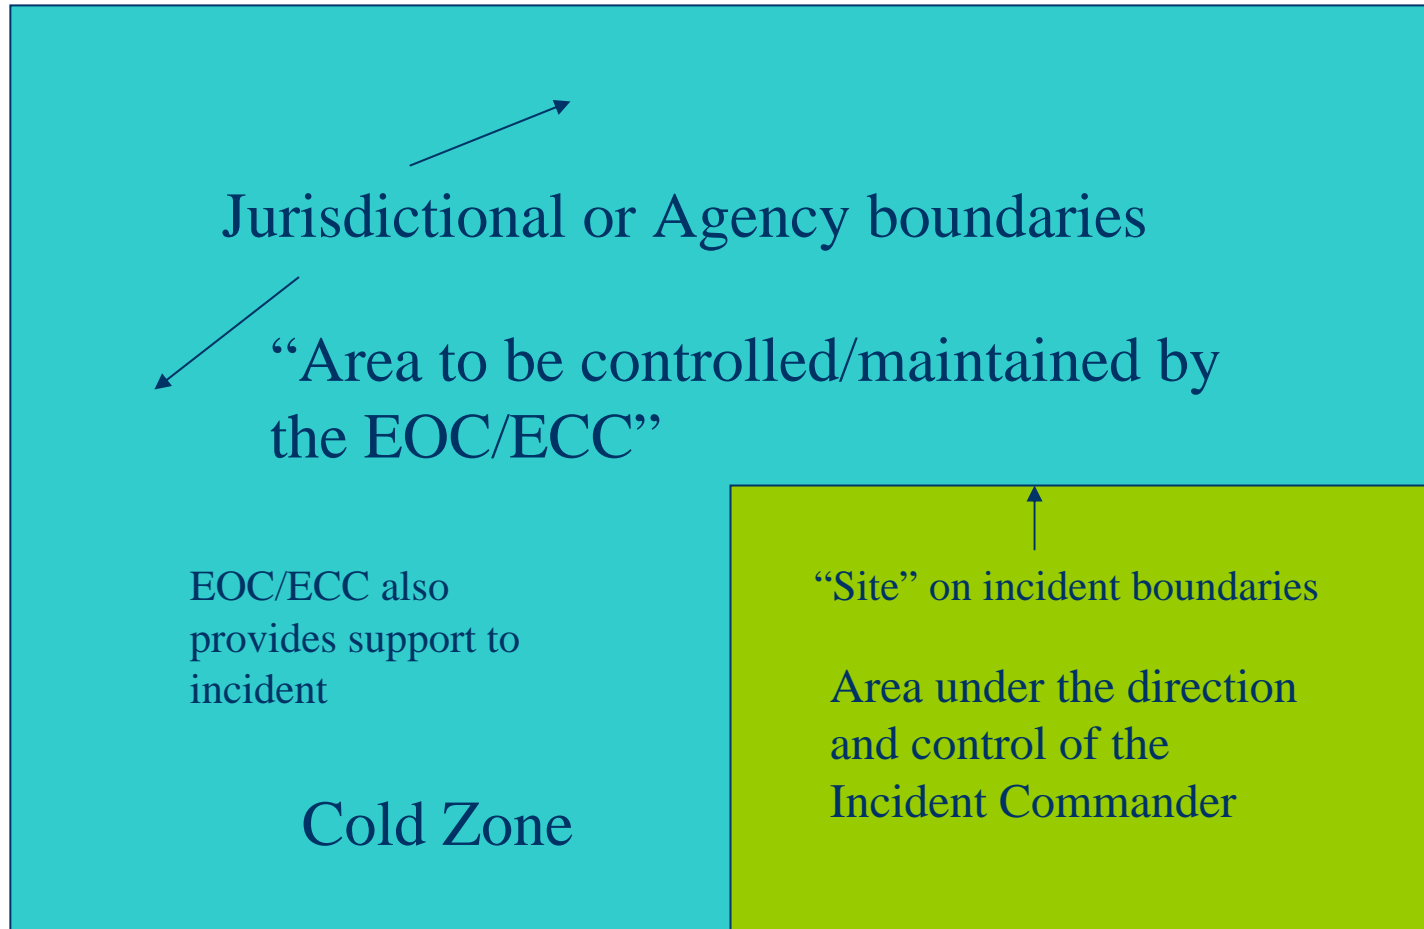 Jurisdictional or Agency boundaries
“Area to be controlled/maintained by
the EOC/ECC”
EOC/ECC also
provides support to
incident
Cold Zone
“Site” on incident boundaries
Area under the direction
and control of the
Incident Commander